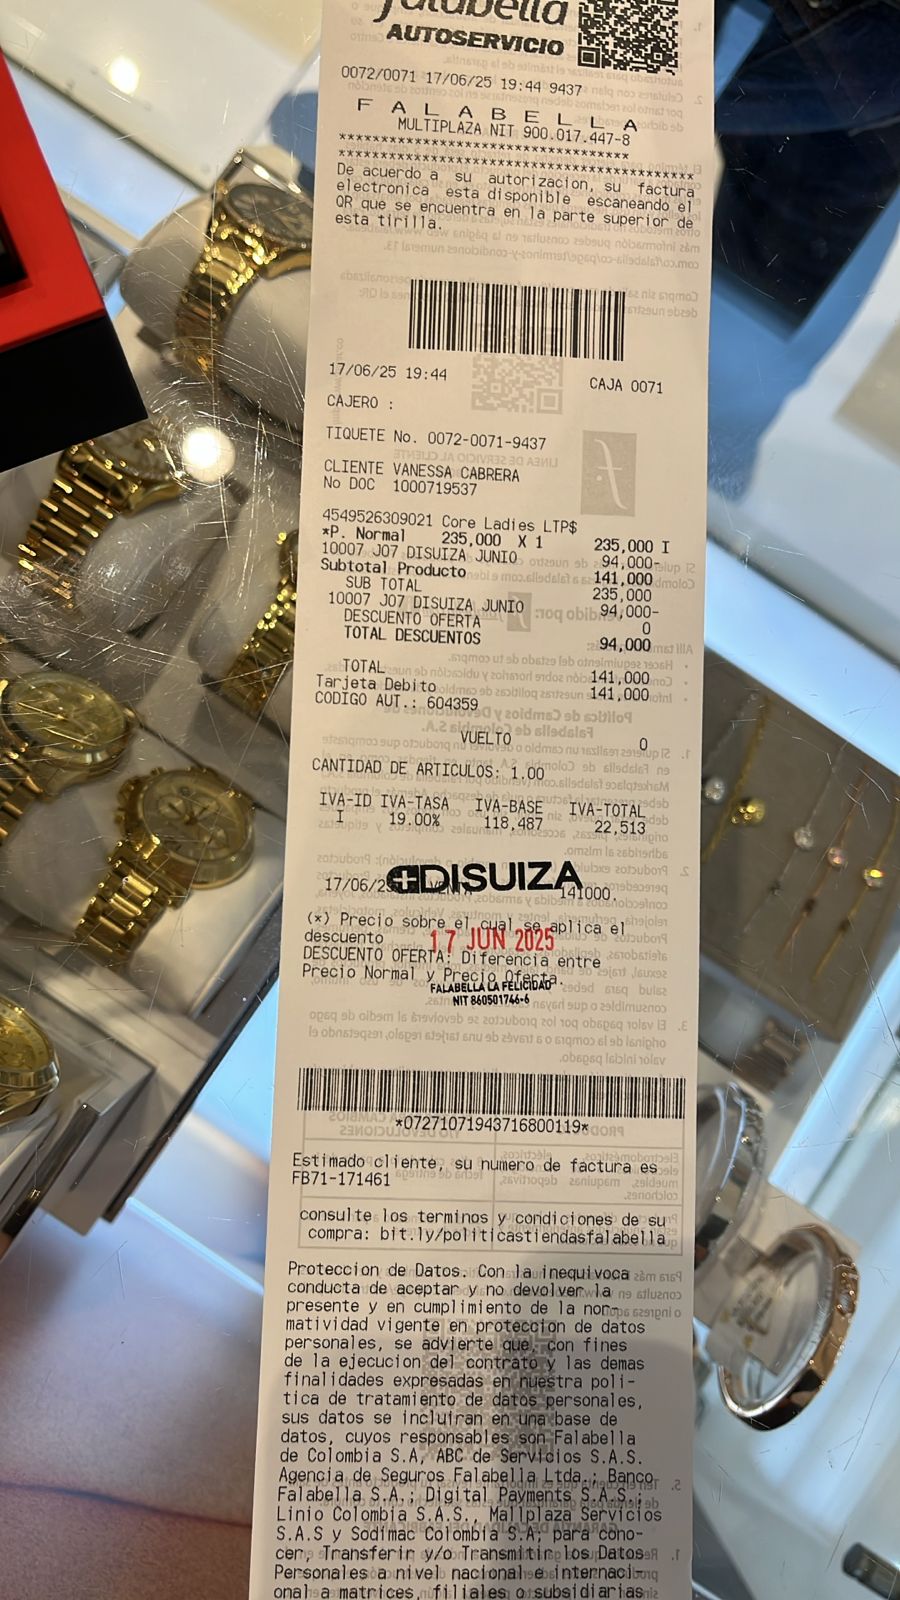 falabella
AUTOSERVICIO
0072/0071 17/06/25 19:44 9437
F A L A B E L L A
MULTIPLAZA NIT 900.017.447-8
**********************************
******************************************
De acuerdo a su autorizacion, su factura
electronica esta disponible escaneando el
QR que se encuentra en la parte superior de
esta tirilla.
17/06/25 19:44 CAJA 0071
CAJERO :
TIQUETE No. 0072-0071-9437
CLIENTE VANESSA CABRERA
No DOC 1000719537
4549526309021 Core Ladies LTP$
*P. Normal 235,000 X 1 235,000 I
10007 J07 DISUIZA JUNIO 94,000-
Subtotal Producto 141,000
SUB TOTAL 235,000
10007 J07 DISUIZA JUNIO 94,000-
DESCUENTO OFERTA 0
TOTAL DESCUENTOS 94,000
TOTAL 141,000
Tarjeta Debito 141,000
CODIGO AUT.: 604359
VUELTO 0
CANTIDAD DE ARTICULOS: 1.00
IVA-ID IVA-TASA IVA-BASE IVA-TOTAL
I 19.00% 118,487 22,513
DISUIZA
17/06/25 VENTA 141000.
(*) Precio sobre el cual se aplica el
descuento
17 JUN 2025
DESCUENTO OFERTA: Diferencia entre
Precio Normal y Precio Oferta.
FALABELLA LA FELICIDAD
NIT 860501746-6
*07271071943716800119*
Estimado cliente, su numero de factura es
FB71-171461
consulte los terminos y condiciones de su
compra: bit.ly/politicastiendasfalabella
Proteccion de Datos. Con la inequivoca
conducta de aceptar y no devolver la
presente y en cumplimiento de la nor-
matividad vigente en proteccion de datos
personales, se advierte que, con fines
de la ejecucion del contrato y las demas
finalidades expresadas en nuestra poli-
tica de tratamiento de datos personales,
sus datos se incluiran en una base de
datos, cuyos responsables son Falabella
de Colombia S.A, ABC de Servicios S.A.S.
Agencia de Seguros Falabella Ltda.; Banco
Falabella S.A.; Digital Payments S.A.S.;
Linio Colombia S.A.S., Mallplaza Servicios
S.A.S y Sodimac Colombia S.A; para cono-
cer, Transferir y/o Transmitir los Datos
Personales a nivel nacional e internaci-
onal a matrices, filiales o subsidiarias